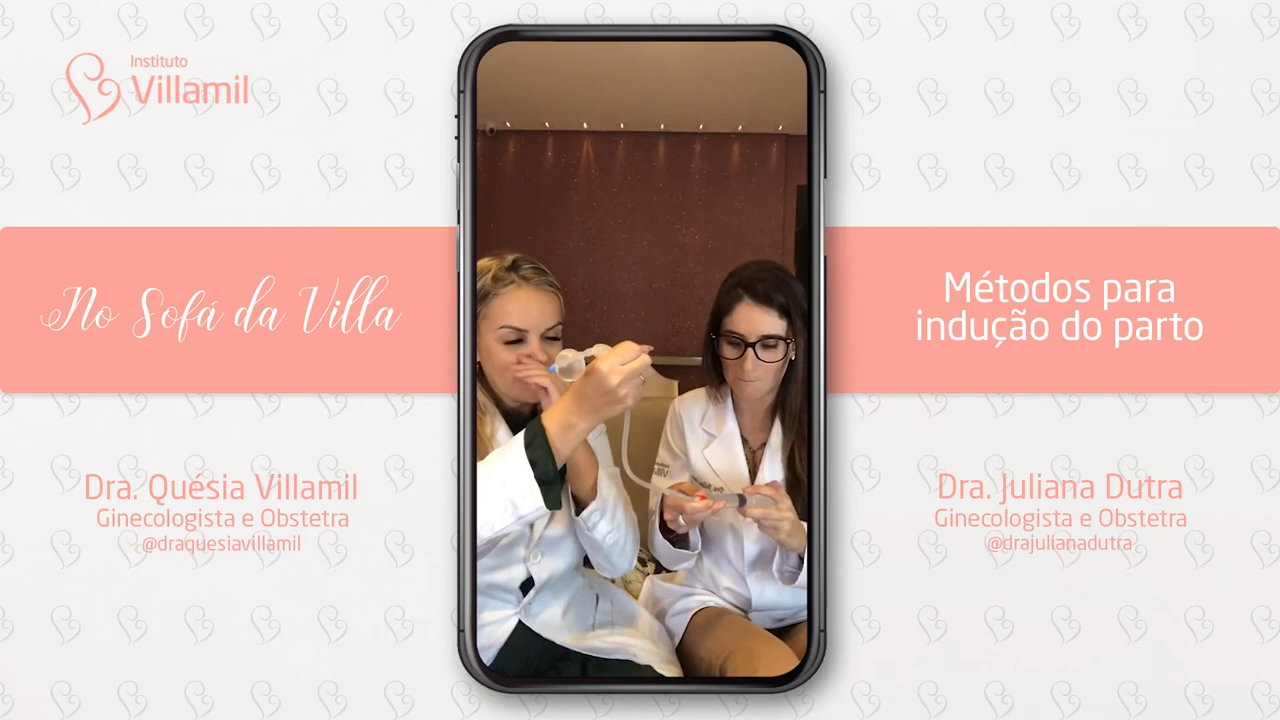 Instituto
Villamil
No Sofá da Villa
Métodos para
indução do parto
Dra. Quésia Villamil
Ginecologista e Obstetra
@draquesiavillamil
Dra. Juliana Dutra
Ginecologista e Obstetra
@drajulianadutra